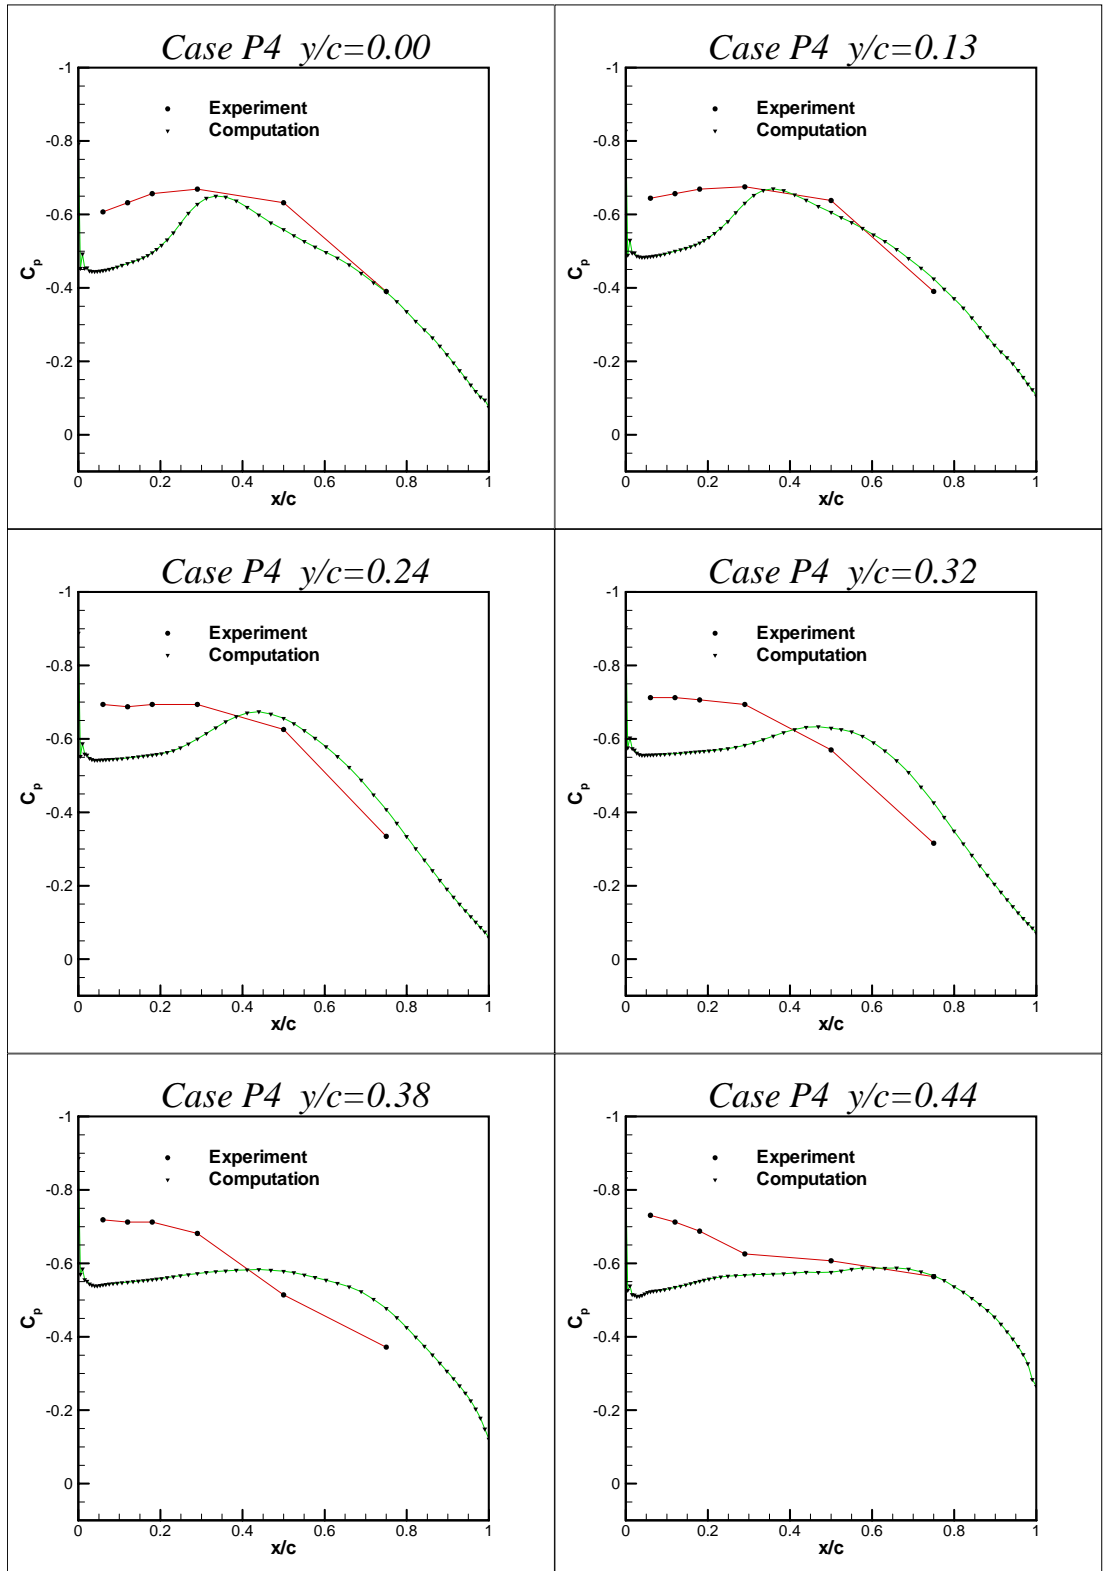 Case P4 y/c=0.00
-1
-0.8
-0.6
-0.4
-0.2
0
Cp
Experiment
Computation
0 0.2 0.4 0.6 0.8 1
x/c
Case P4 y/c=0.13
-1
-0.8
-0.6
-0.4
-0.2
0
Cp
Experiment
Computation
0 0.2 0.4 0.6 0.8 1
x/c
Case P4 y/c=0.24
-1
-0.8
-0.6
-0.4
-0.2
0
Cp
Experiment
Computation
0 0.2 0.4 0.6 0.8 1
x/c
Case P4 y/c=0.32
-1
-0.8
-0.6
-0.4
-0.2
0
Cp
Experiment
Computation
0 0.2 0.4 0.6 0.8 1
x/c
Case P4 y/c=0.38
-1
-0.8
-0.6
-0.4
-0.2
0
Cp
Experiment
Computation
0 0.2 0.4 0.6 0.8 1
x/c
Case P4 y/c=0.44
-1
-0.8
-0.6
-0.4
-0.2
0
Cp
Experiment
Computation
0 0.2 0.4 0.6 0.8 1
x/c